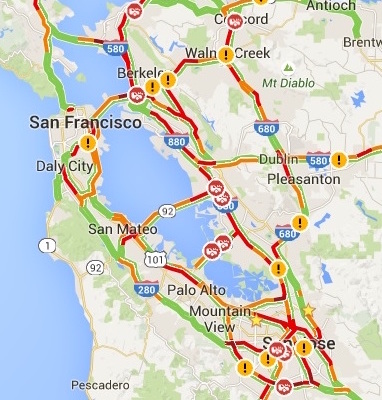 Concord
Antioch
580
Waln Creek
Brentw
Berkele
Mt Diablo
San Francisco
680
880
Dublin
580
Daly City
Pleasanton
92
San Mateo
680
1
92
101
280
Palo Alto
Mountain
View
San Jose
Pescadero